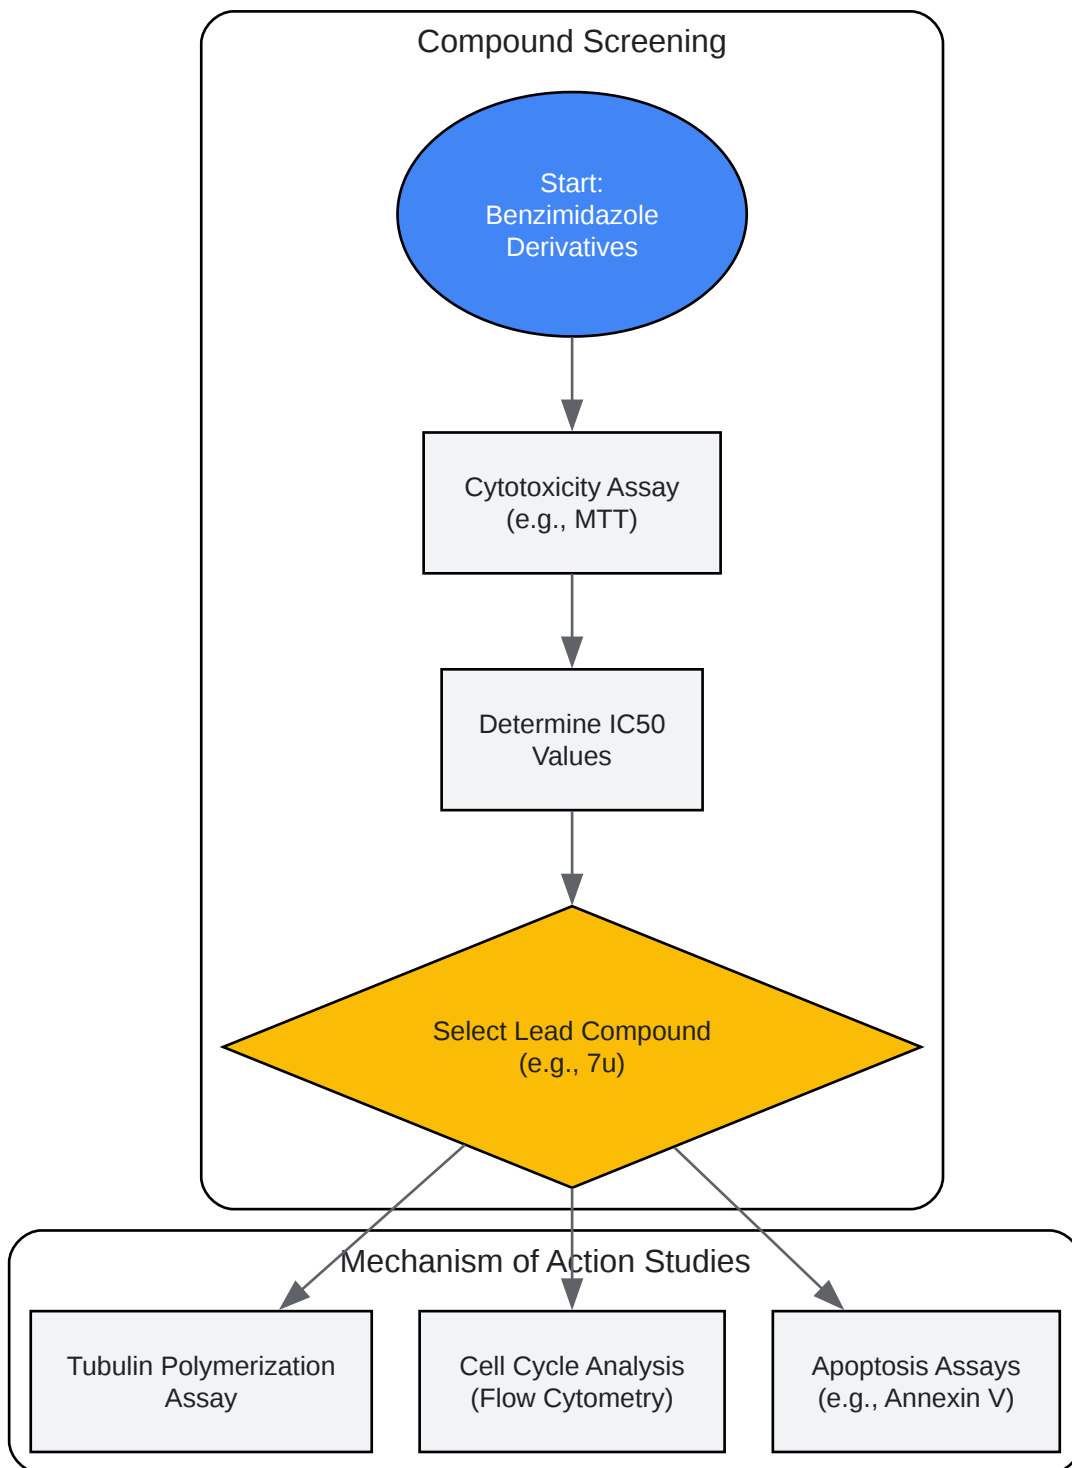 Compound Screening
Start:
Benzimidazole
Derivatives
Cytotoxicity Assay
(e.g., MTT)
Determine IC50
Values
Select Lead Compound
(e.g., 7u)
Mechanism of Action Studies
Tubulin Polymerization
Assay
Cell Cycle Analysis
(Flow Cytometry)
Apoptosis Assays
(e.g., Annexin V)